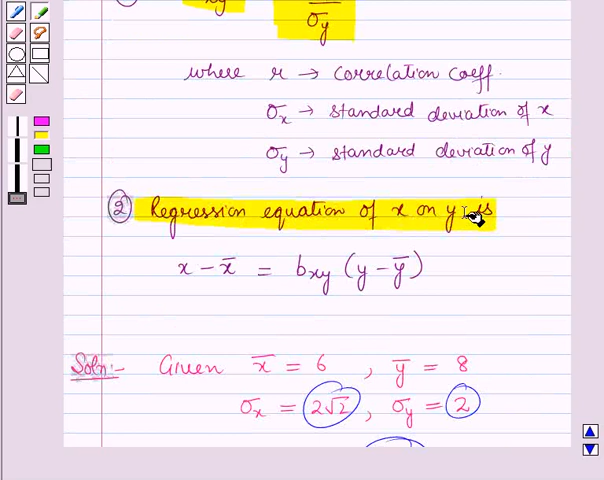 xy
σy
where r → correlation coeff.
σx → standard deviation of x
σy → standard deviation of y
② Regression equation of x on y is
x − x̄ = bxy (y − ȳ)
Soln:- Given x̄ = 6 , ȳ = 8
σx = 2√2 , σy = 2